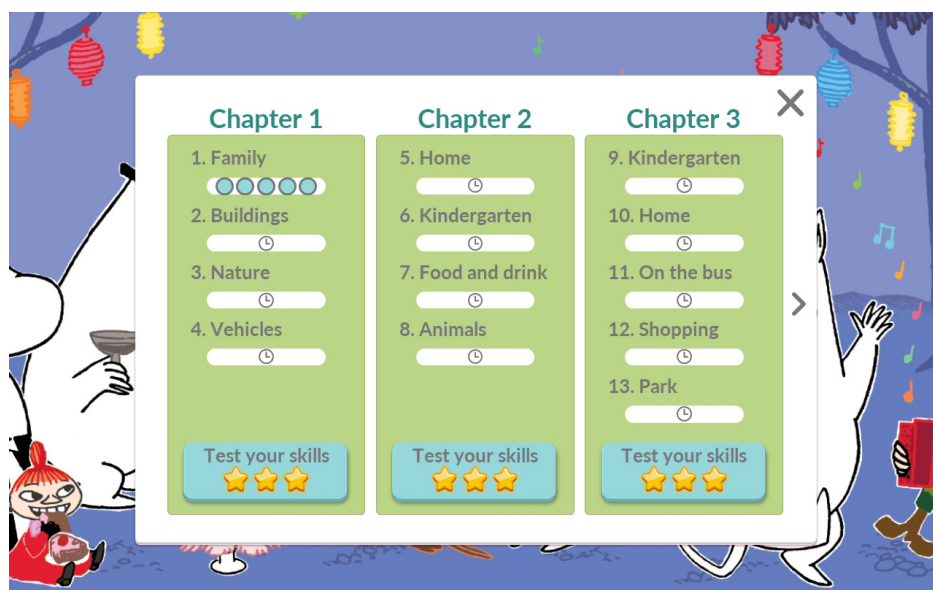 Chapter 1
1. Family
2. Buildings
3. Nature
4. Vehicles
Test your skills
Chapter 2
5. Home
6. Kindergarten
7. Food and drink
8. Animals
Test your skills
Chapter 3
9. Kindergarten
10. Home
11. On the bus
12. Shopping
13. Park
Test your skills